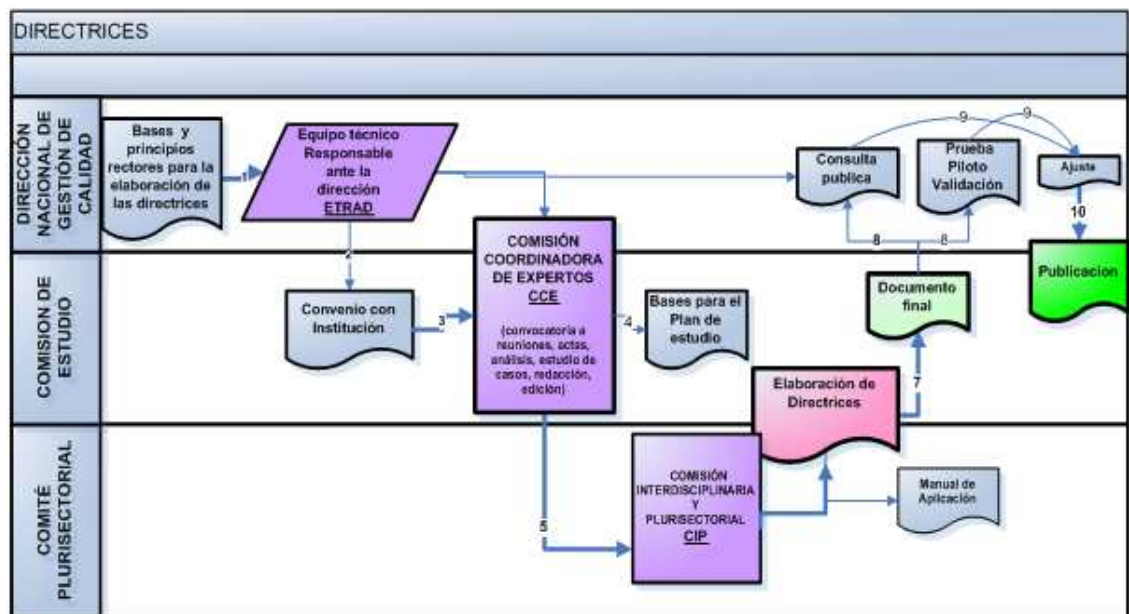 DIRECTRICES
DIRECCIÓN
NACIONAL DE
GESTIÓN DE
CALIDAD
Bases y
principios
rectores para la
elaboración de
las directrices
1
Equipo técnico
Responsable
ante la
dirección
ETRAD
Consulta
publica
Prueba
Piloto
Validación
9
9
Ajuste
10
2
8
8
COMISION DE
ESTUDIO
Convenio con
Institución
3
COMISIÓN
COORDINADORA
DE EXPERTOS
CCE
(convocatoria a
reuniones, actas,
análisis, estudio de
casos, redacción,
edición)
4
Bases para el
Plan de
estudio
Documento
final
Publicacion
Elaboración de
Directrices
7
COMITÉ
PLURISECTORIAL
5
COMISIÓN
INTERDISCIPLINARIA
Y
PLURISECTORIAL
CIP
Manual de
Aplicación